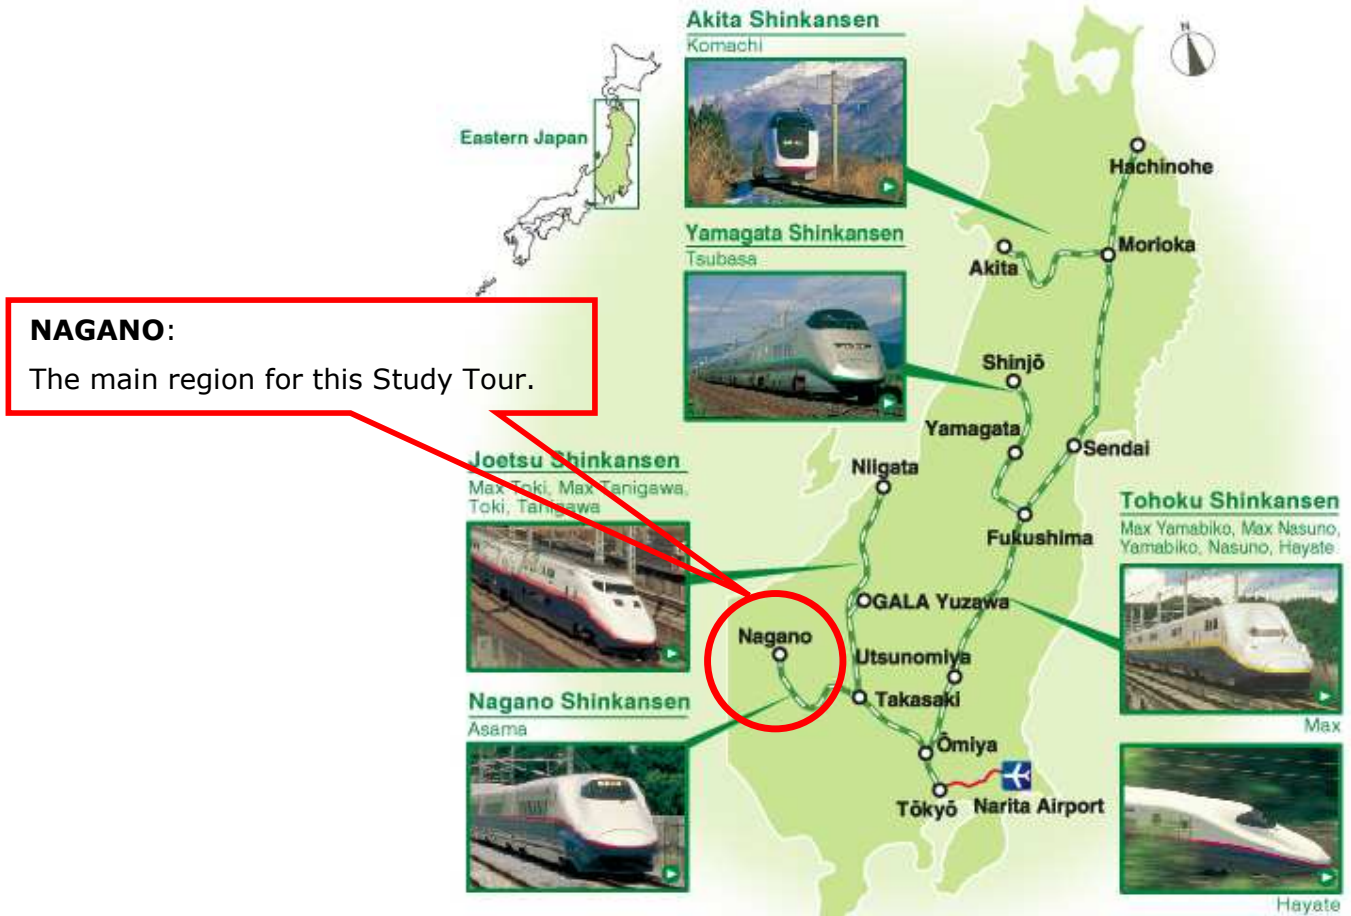 Akita Shinkansen
Komachi
N
Eastern Japan
Hachinohe
Yamagata Shinkansen
Tsubasa
Morioka
Akita
NAGANO:
The main region for this Study Tour.
Shinjō
Yamagata
Sendai
Joetsu Shinkansen
Max Toki, Max Tanigawa,
Toki, Tanigawa
Niigata
Tohoku Shinkansen
Max Yamabiko, Max Nasuno,
Yamabiko, Nasuno, Hayate
Fukushima
GALA Yuzawa
Nagano
Utsunomiya
Nagano Shinkansen
Asama
Takasaki
Max
Ōmiya
Tōkyō
Narita Airport
Hayate